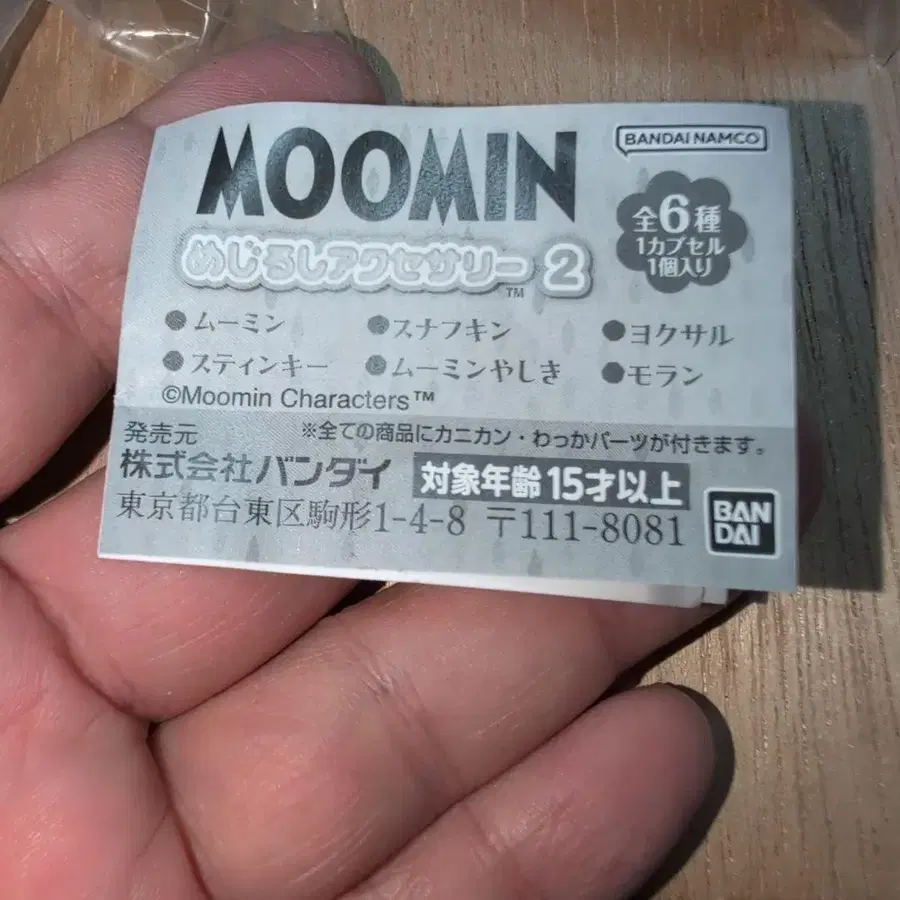 MOOMIN
BANDAI NAMCO
めじるしアクセサリー™ 2
全6種
1カプセル
1個入り
●ムーミン ●スナフキン ●ヨクサル
●スティンキー ●ムーミンやしき ●モラン
©Moomin Characters™
発売元 ※全ての商品にカニカン・わっかパーツが付きます。
株式会社バンダイ 対象年齢15才以上
東京都台東区駒形1-4-8 〒111-8081
BAN
DAI